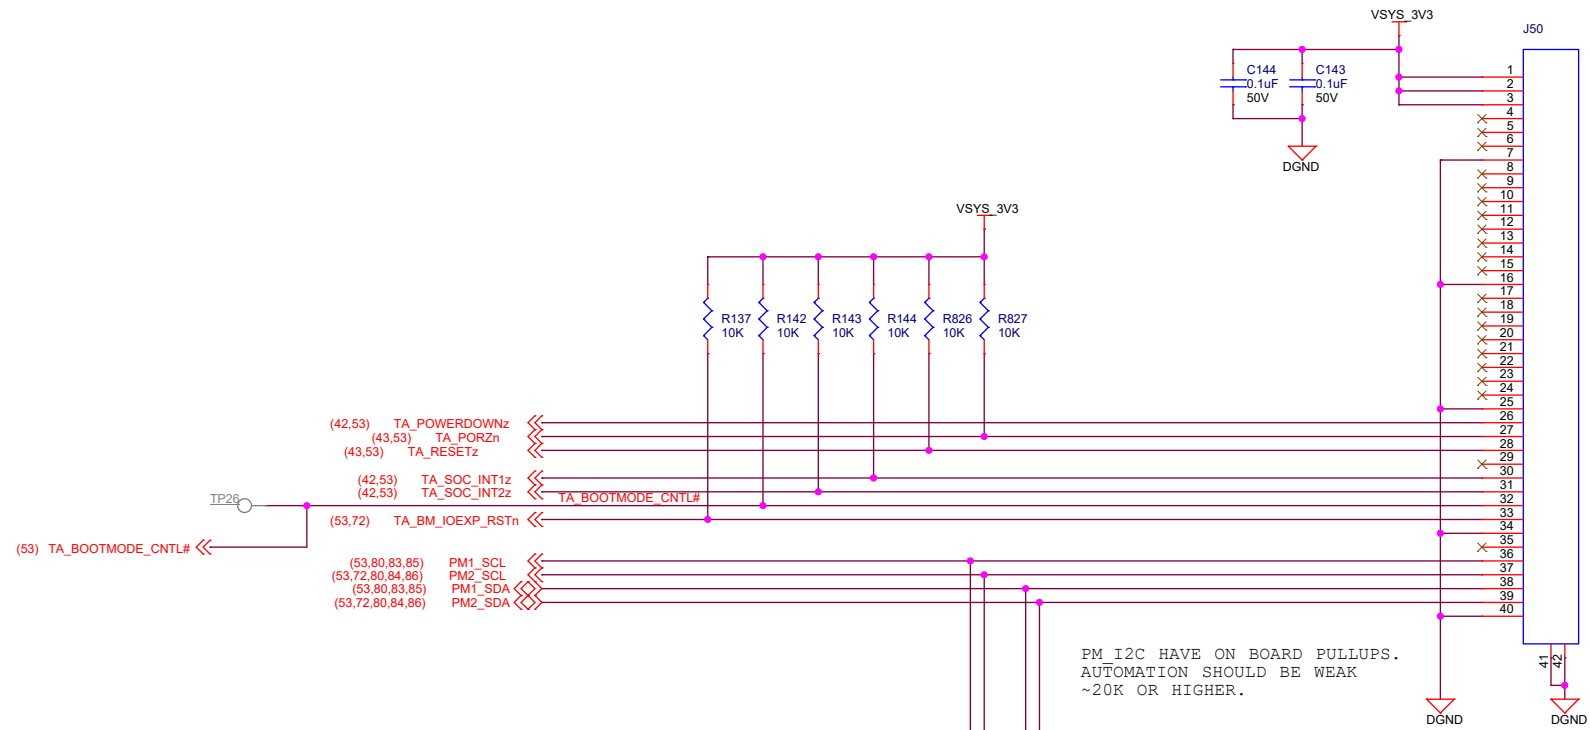 VSYS_3V3
J50
C144
0.1uF
50V
C143
0.1uF
50V
DGND
1
2
3
4
5
6
7
8
9
10
11
12
13
14
15
16
17
18
19
20
21
22
23
24
25
26
27
28
29
30
31
32
33
34
35
36
37
38
39
40
41
42
VSYS_3V3
R137
10K
R142
10K
R143
10K
R144
10K
R826
10K
R827
10K
(42,53) TA_POWERDOWNz
(43,53) TA_PORZn
(43,53) TA_RESETz
(42,53) TA_SOC_INT1z
(42,53) TA_SOC_INT2z
TA_BOOTMODE_CNTL#
TP26
(53,72) TA_BM_IOEXP_RSTn
(53) TA_BOOTMODE_CNTL#
(53,80,83,85) PM1_SCL
(53,72,80,84,86) PM2_SCL
(53,80,83,85) PM1_SDA
(53,72,80,84,86) PM2_SDA
PM_I2C HAVE ON BOARD PULLUPS.
AUTOMATION SHOULD BE WEAK
~20K OR HIGHER.
DGND
DGND